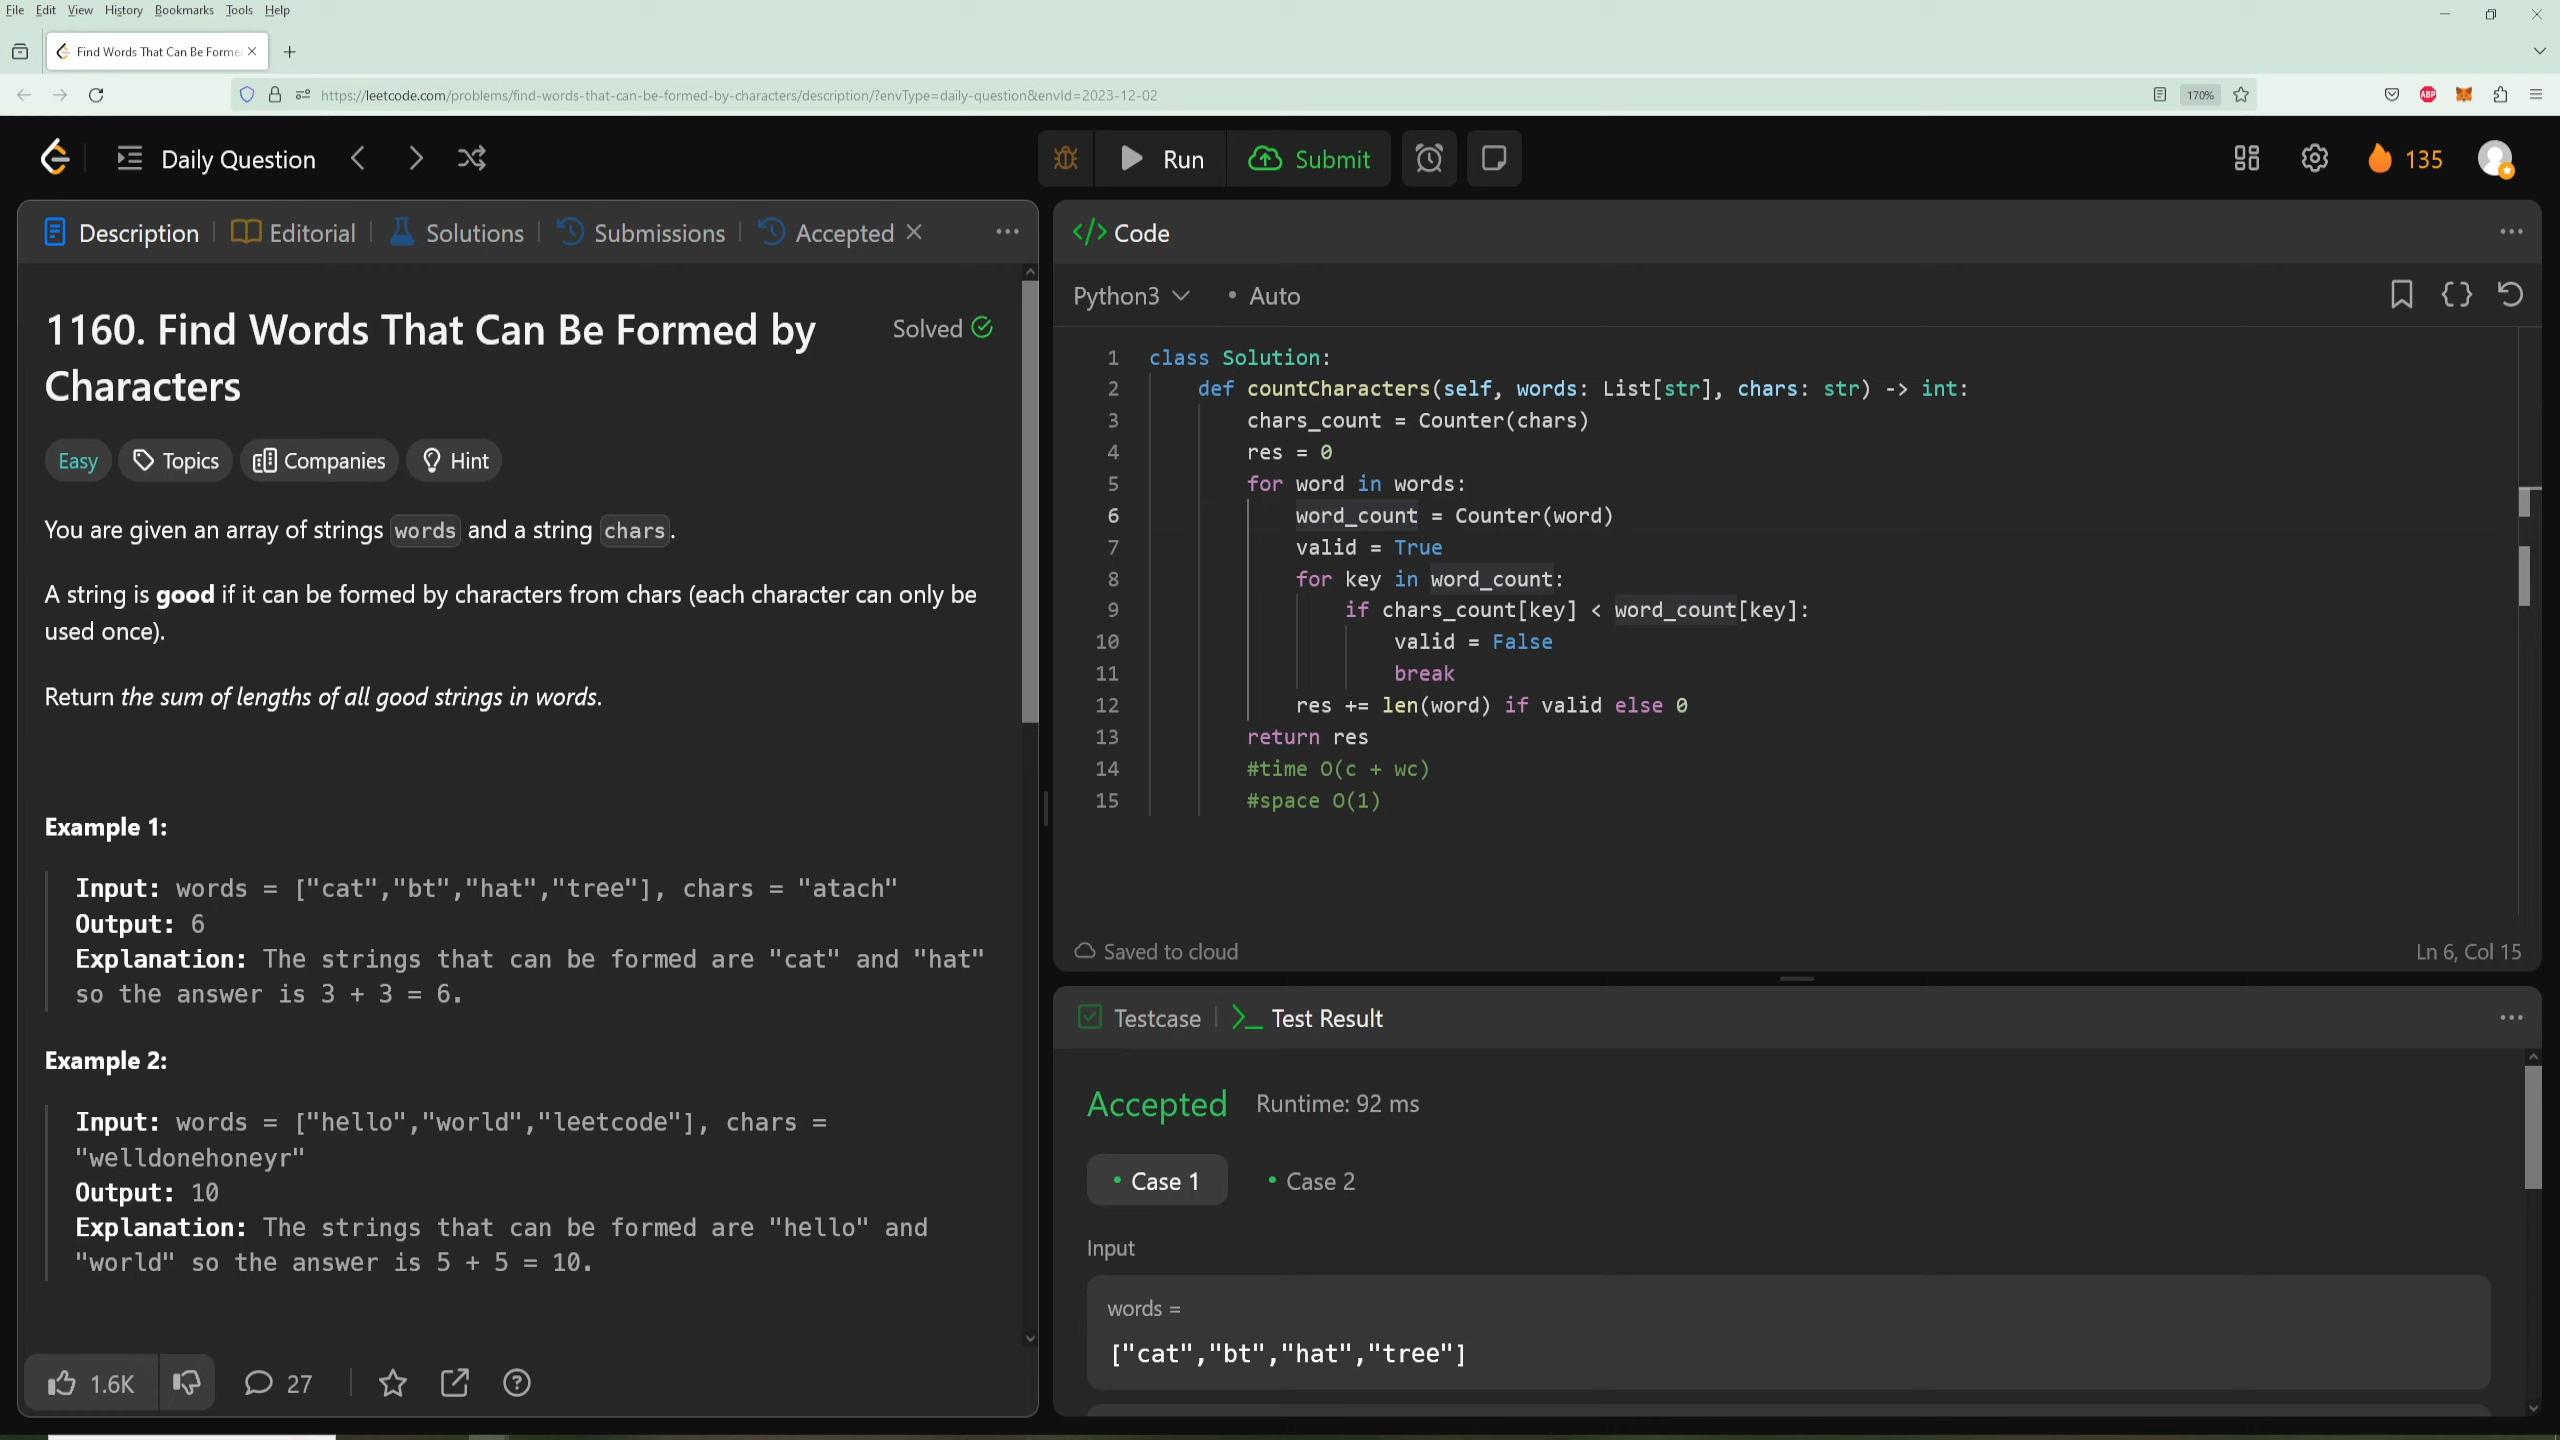 File Edit View History Bookmarks Tools Help
Find Words That Can Be Forme
https://leetcode.com/problems/find-words-that-can-be-formed-by-characters/description/?envType=daily-question&envId=2023-12-02
170%
ABP
Daily Question
Run
Submit
135
Description
Editorial
Solutions
Submissions
Accepted
1160. Find Words That Can Be Formed by
Characters
Solved
Easy
Topics
Companies
Hint
You are given an array of strings words and a string chars.
A string is good if it can be formed by characters from chars (each character can only be
used once).
Return the sum of lengths of all good strings in words.
Example 1:
Input: words = ["cat","bt","hat","tree"], chars = "atach"
Output: 6
Explanation: The strings that can be formed are "cat" and "hat"
so the answer is 3 + 3 = 6.
Example 2:
Input: words = ["hello","world","leetcode"], chars =
"welldonehoneyr"
Output: 10
Explanation: The strings that can be formed are "hello" and
"world" so the answer is 5 + 5 = 10.
1.6K
27
</> Code
Python3
• Auto
1 class Solution:
2 def countCharacters(self, words: List[str], chars: str) -> int:
3 chars_count = Counter(chars)
4 res = 0
5 for word in words:
6 word_count = Counter(word)
7 valid = True
8 for key in word_count:
9 if chars_count[key] < word_count[key]:
10 valid = False
11 break
12 res += len(word) if valid else 0
13 return res
14 #time O(c + wc)
15 #space O(1)
Saved to cloud
Ln 6, Col 15
Testcase
Test Result
Accepted Runtime: 92 ms
• Case 1
• Case 2
Input
words =
["cat","bt","hat","tree"]